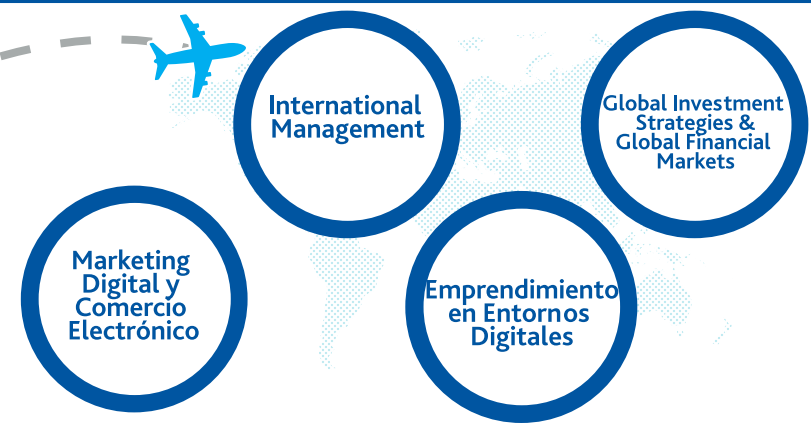 International
Management
Global Investment
Strategies &
Global Financial
Markets
Marketing
Digital y
Comercio
Electrónico
Emprendimiento
en Entornos
Digitales